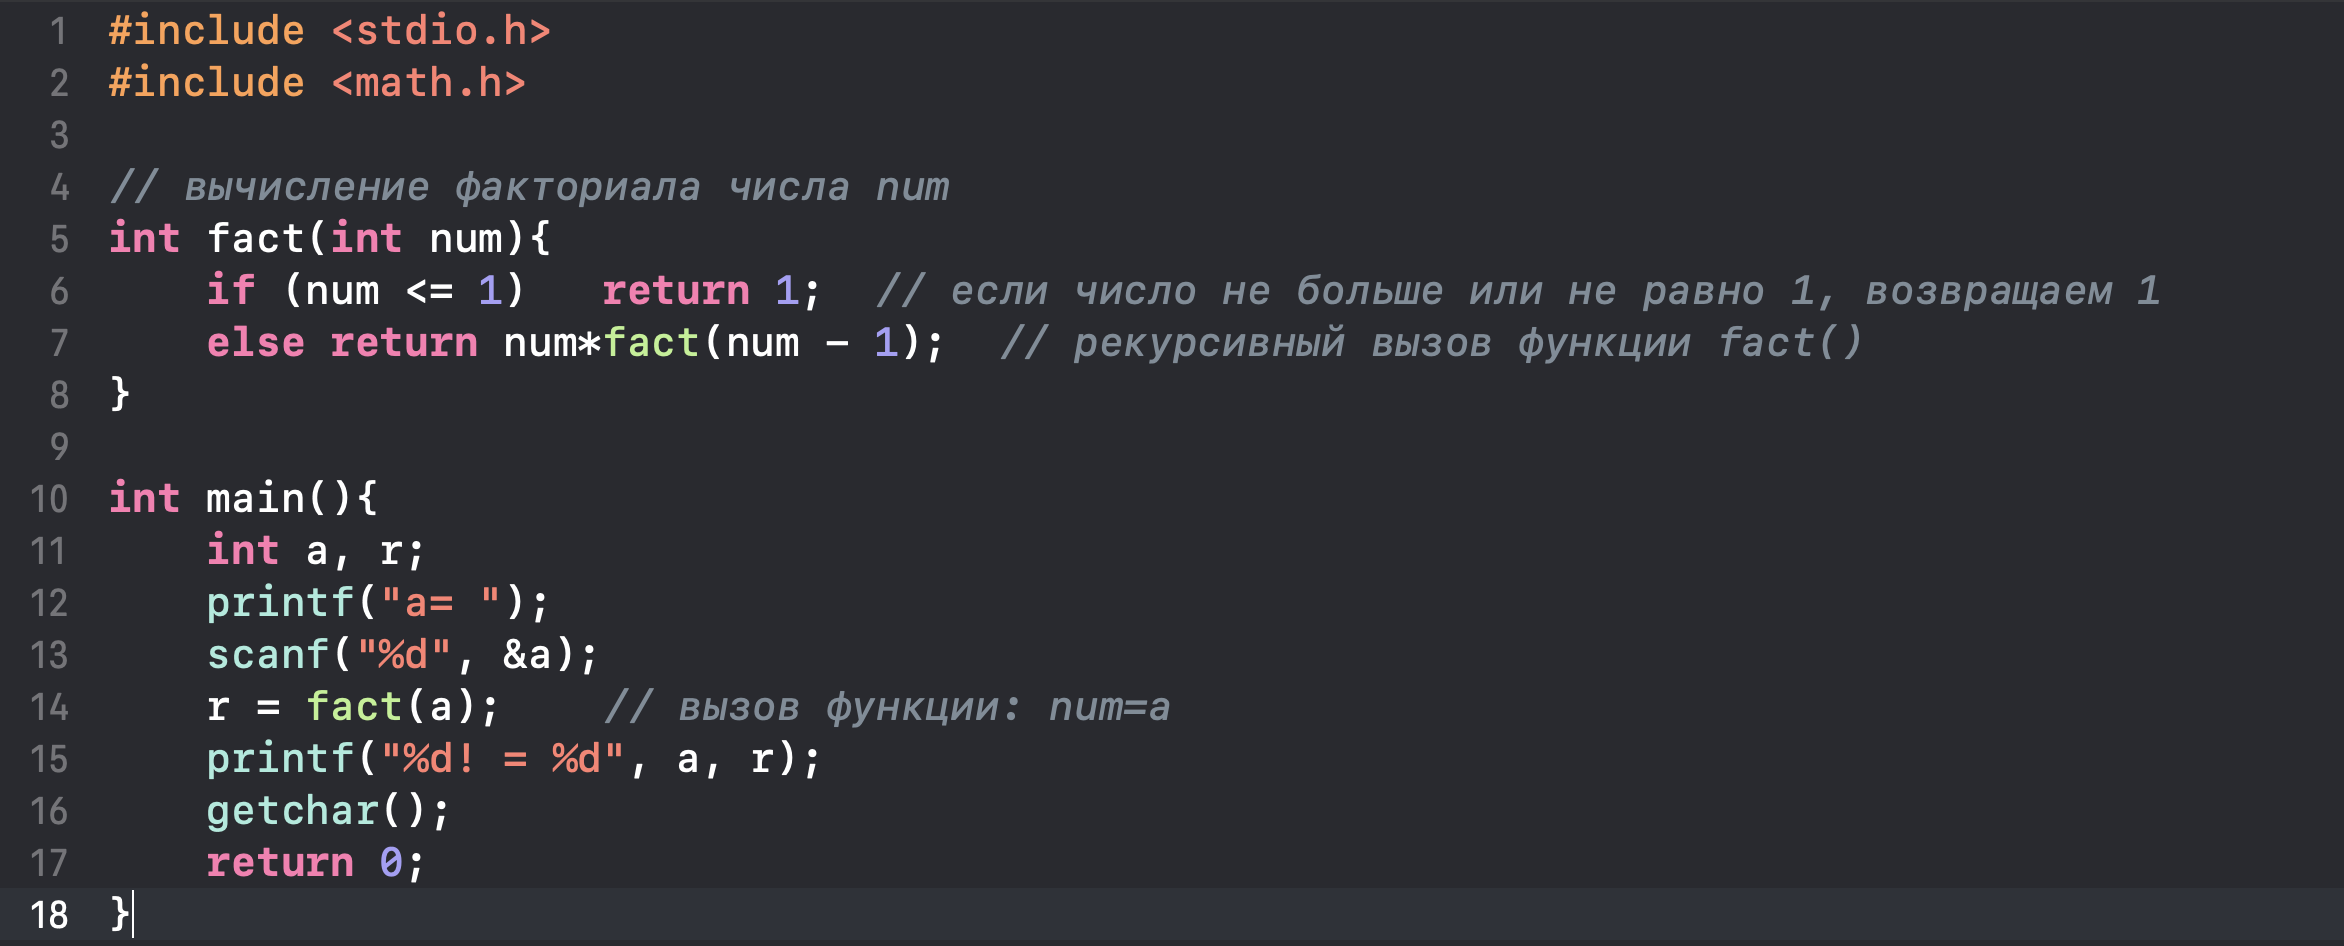 1 #include <stdio.h>
2 #include <math.h>
3
4 // вычисление факториала числа num
5 int fact(int num){
6     if (num <= 1)   return 1;  // если число не больше или не равно 1, возвращаем 1
7     else return num*fact(num - 1);  // рекурсивный вызов функции fact()
8 }
9
10 int main(){
11     int a, r;
12     printf("a= ");
13     scanf("%d", &a);
14     r = fact(a);    // вызов функции: num=a
15     printf("%d! = %d", a, r);
16     getchar();
17     return 0;
18 }